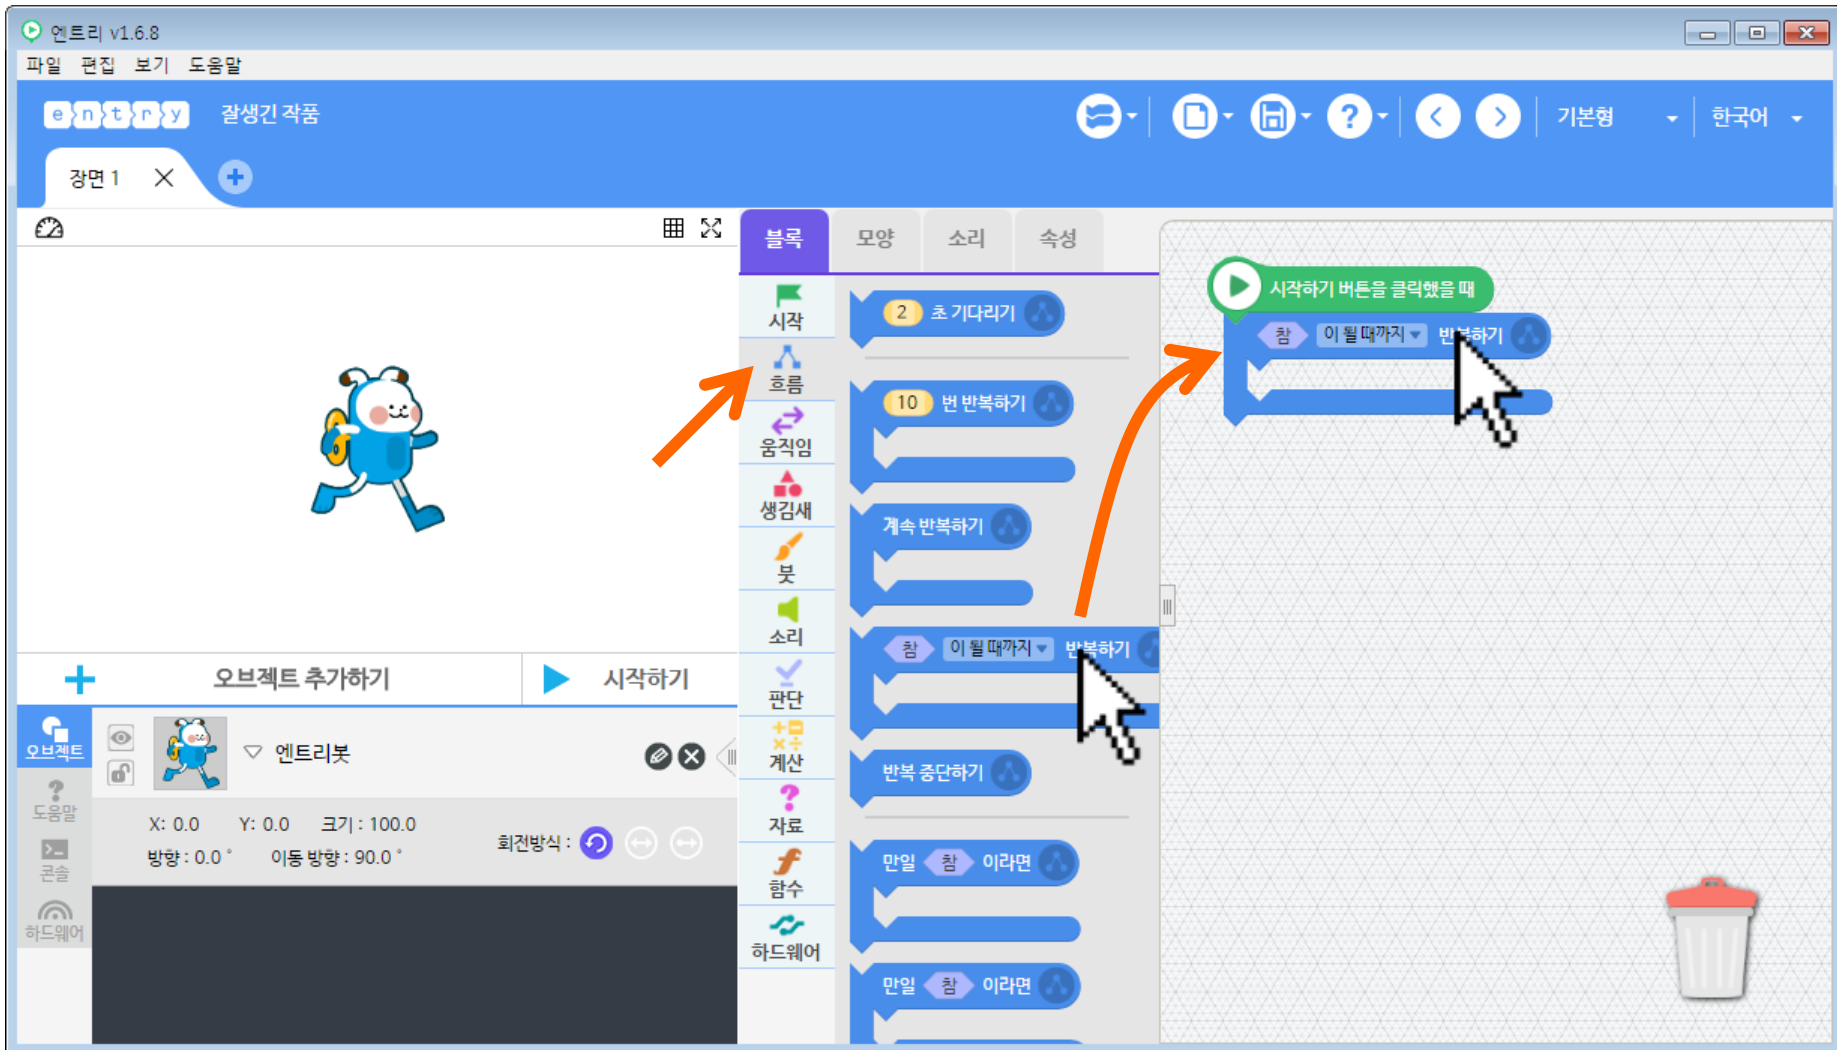 엔트리 v1.6.8
파일 편집 보기 도움말
entry 잘생긴 작품
기본형 한국어
장면 1
블록 모양 소리 속성
시작
흐름
움직임
생김새
붓
소리
판단
계산
자료
함수
하드웨어
2 초 기다리기
10 번 반복하기
계속 반복하기
참 이 될 때까지 반복하기
반복 중단하기
만일 참 이라면
만일 참 이라면
시작하기 버튼을 클릭했을 때
참 이 될 때까지 반복하기
오브젝트 추가하기 시작하기
오브젝트
도움말
콘솔
하드웨어
엔트리봇
X: 0.0 Y: 0.0 크기 : 100.0
방향 : 0.0 ° 이동 방향 : 90.0 °
회전방식 :